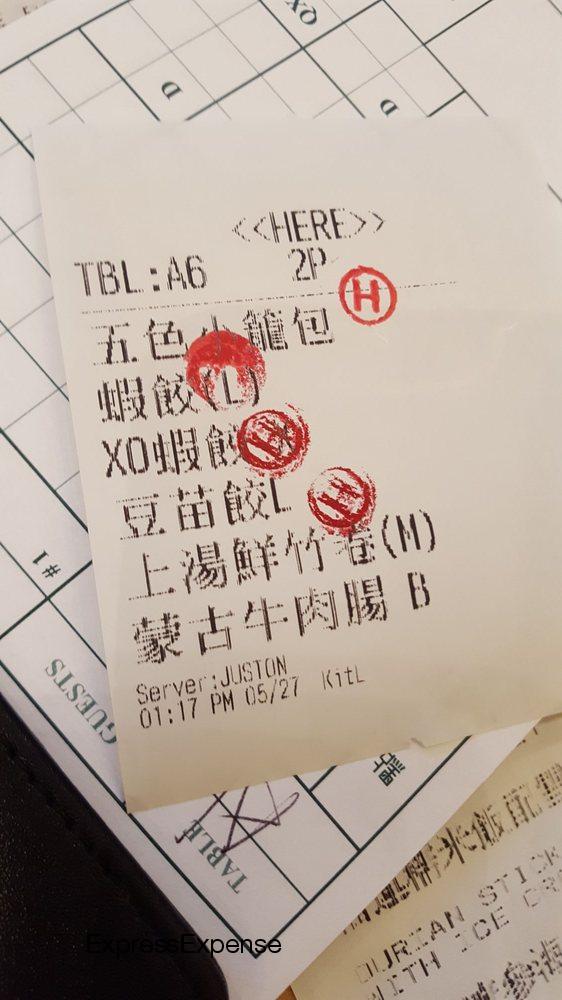 OX
D
D
<<HERE>>
TBL:A6 2P
H
五色小籠包
蝦餃(L)
XO蝦餃
豆苗餃L
上湯鮮竹卷(M)
蒙古牛肉腸 B
Server:JUSTON
01:17 PM 05/27 KitL
#1
GUESTS
TABLE
DURIAN STICK
WITH ICE CR
ExpressExpense